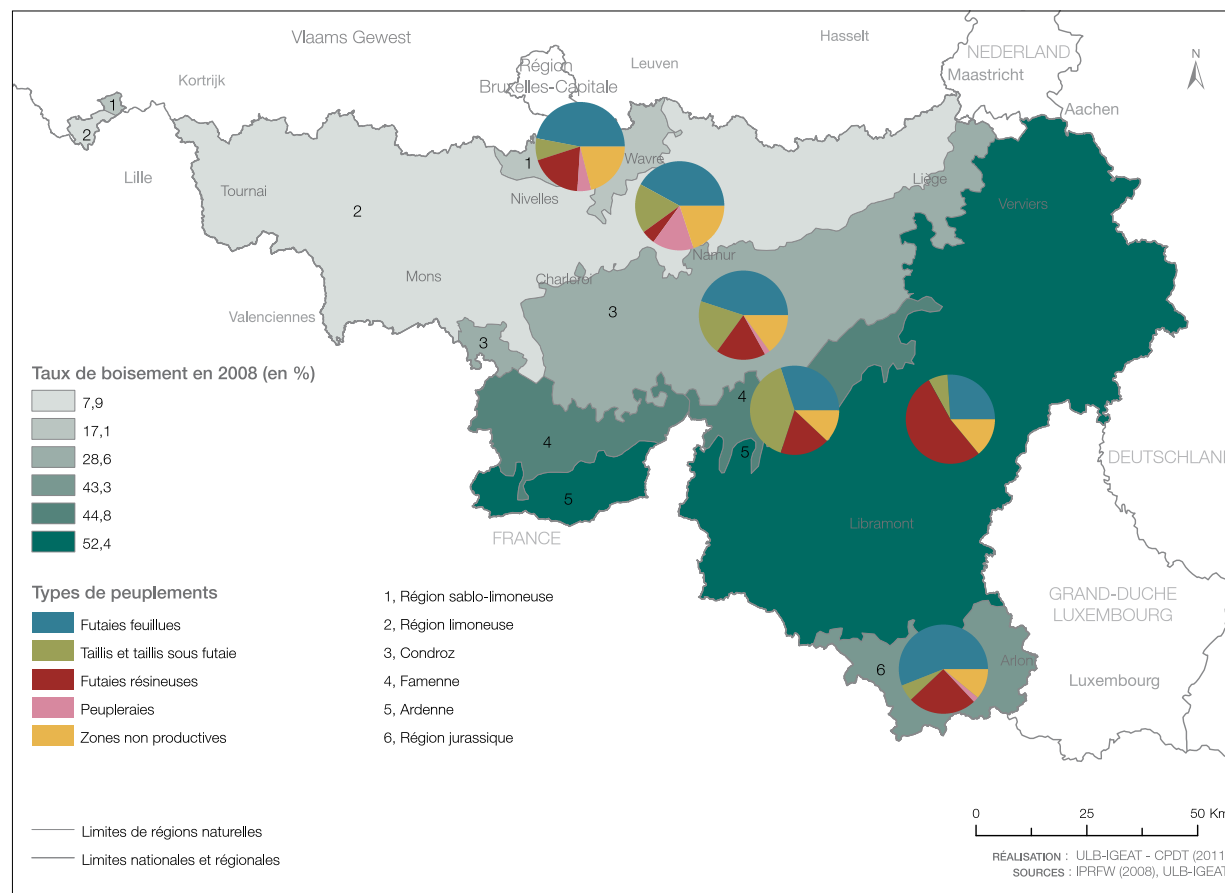 Vlaams Gewest
Hasselt
NEDERLAND
Maastricht
Région
Bruxelles-Capitale
Leuven
N
Kortrijk
Aachen
1
2
Lille
Tournai
2
1
Wavre
Nivelles
Liège
Verviers
Mons
Charleroi
Namur
Valenciennes
3
3
4
4
5
5
DEUTSCHLAND
Libramont
FRANCE
GRAND-DUCHE
LUXEMBOURG
6
Arlon
Luxembourg
Taux de boisement en 2008 (en %)
7,9
17,1
28,6
43,3
44,8
52,4
Types de peuplements
Futaies feuillues
Taillis et taillis sous futaie
Futaies résineuses
Peupleraies
Zones non productives
1, Région sablo-limoneuse
2, Région limoneuse
3, Condroz
4, Famenne
5, Ardenne
6, Région jurassique
Limites de régions naturelles
Limites nationales et régionales
0 25 50 Km
RÉALISATION : ULB-IGEAT - CPDT (2011
SOURCES : IPRFW (2008), ULB-IGEAT